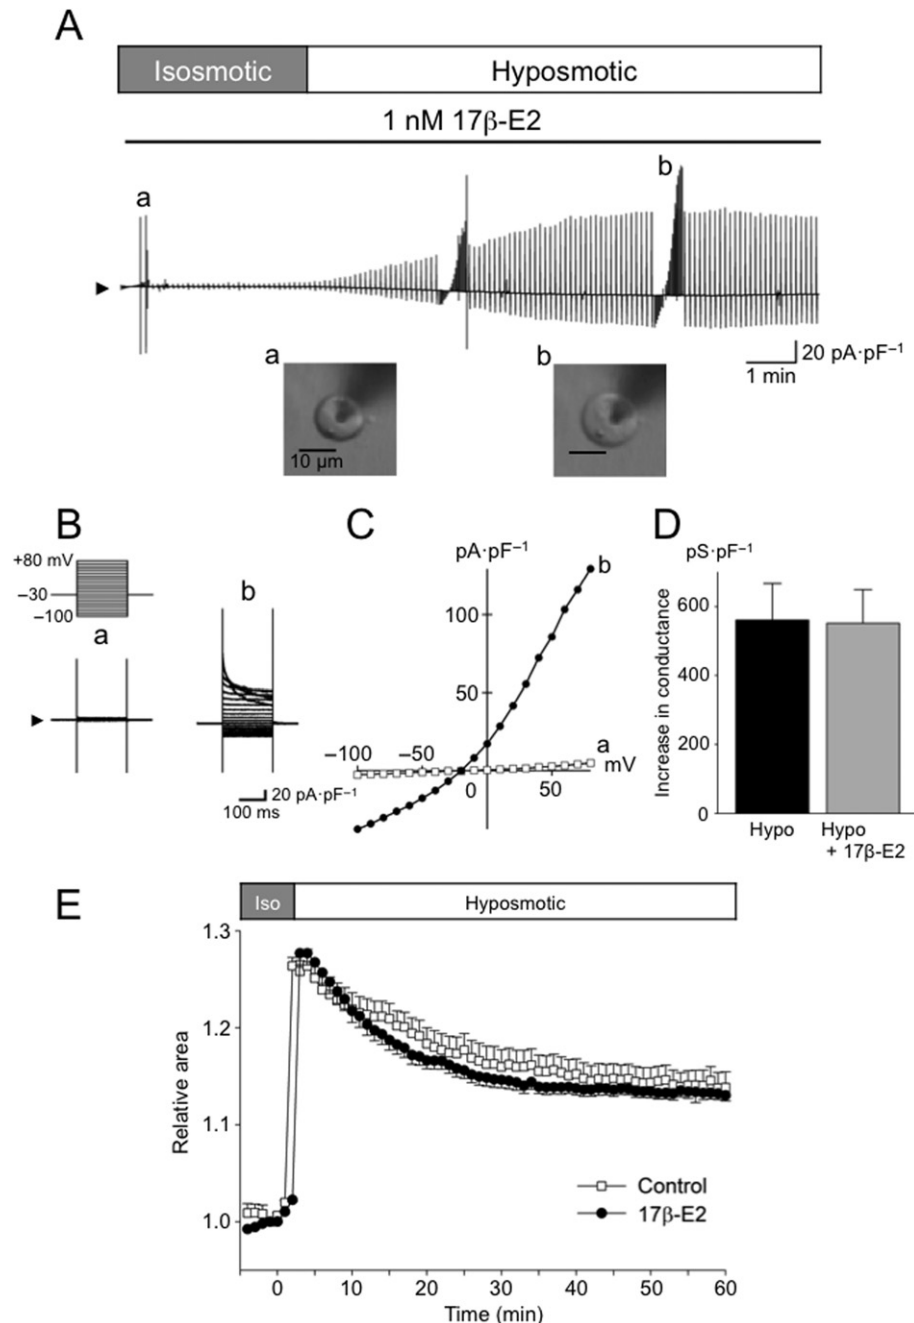 A
Isosmotic Hyposmotic
1 nM 17β-E2
a b
20 pA·pF⁻¹
1 min
a b
10 µm
B C D
+80 mV
−30
−100
a b
20 pA·pF⁻¹
100 ms
pA·pF⁻¹
b
100
50
−100 −50 0 50
a
mV
pS·pF⁻¹
Increase in conductance
600
400
200
0
Hypo Hypo
+ 17β-E2
E
Iso Hyposmotic
Relative area
1.3
1.2
1.1
1.0
Control
17β-E2
0 10 20 30 40 50 60
Time (min)